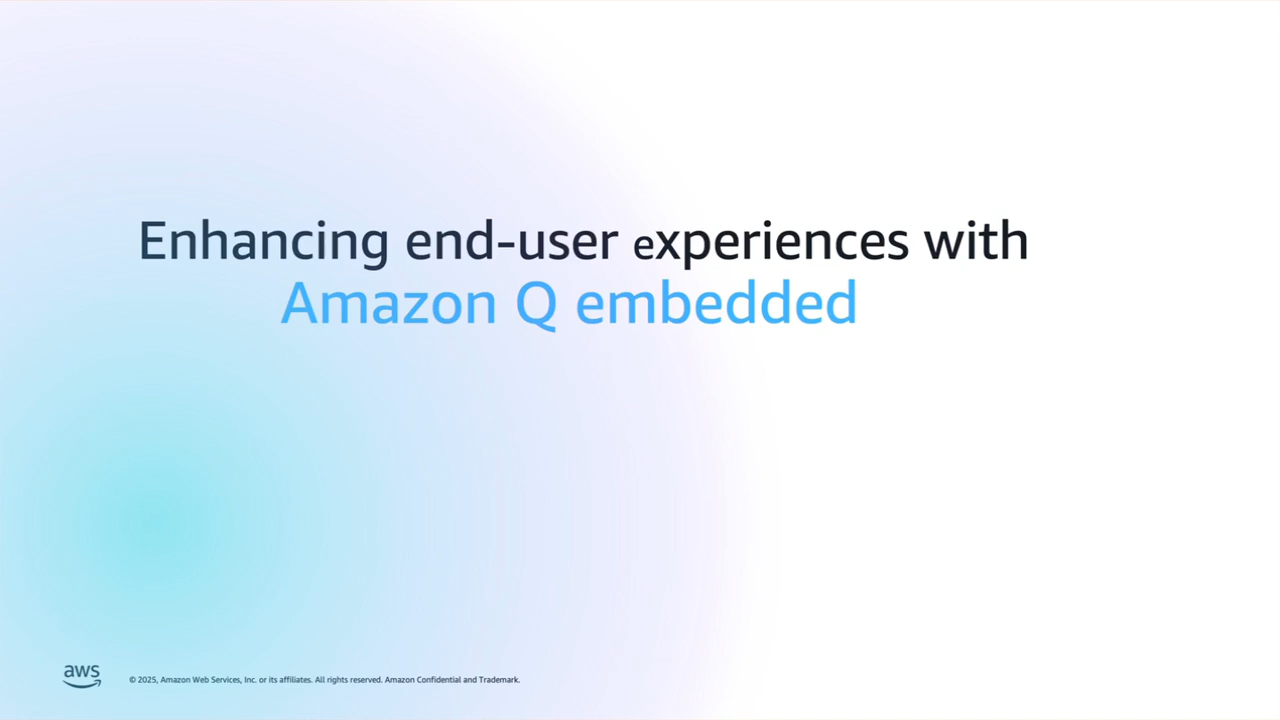 Enhancing end-user experiences with
Amazon Q embedded
aws
© 2025, Amazon Web Services, Inc. or its affiliates. All rights reserved. Amazon Confidential and Trademark.